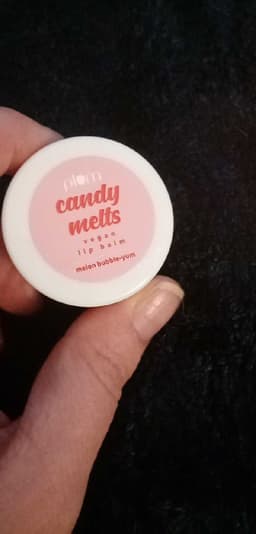 plum
candy
melts
vegan
lip balm
melon bubble-yum